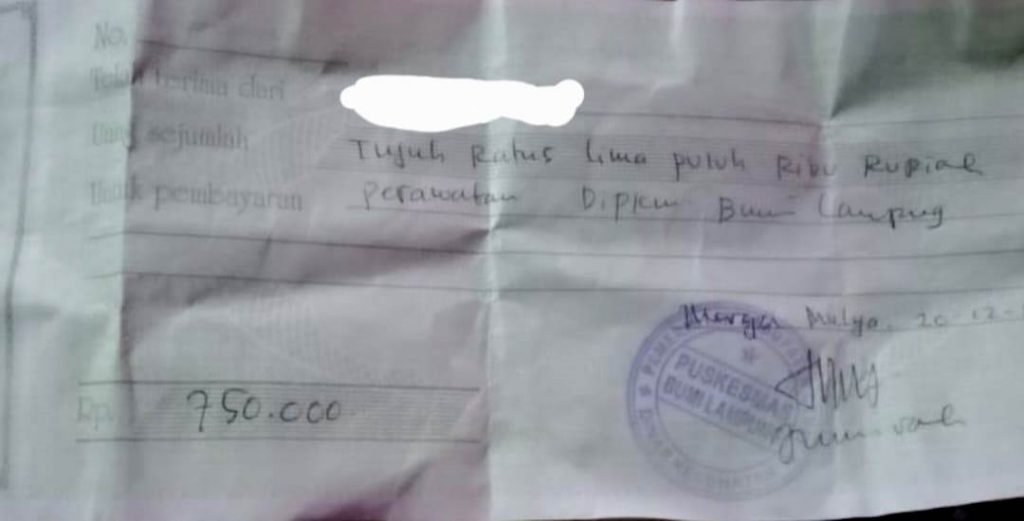 No.
Telah terima dari
Uang sejumlah Tujuh Ratus Lima puluh Ribu Rupiah
Untuk pembayaran perawatan Dipkm Bumi Lampung
Marga Mulya, 20-12-
PUSKESMAS
BUMI LAMPUNG
Rp. 750.000